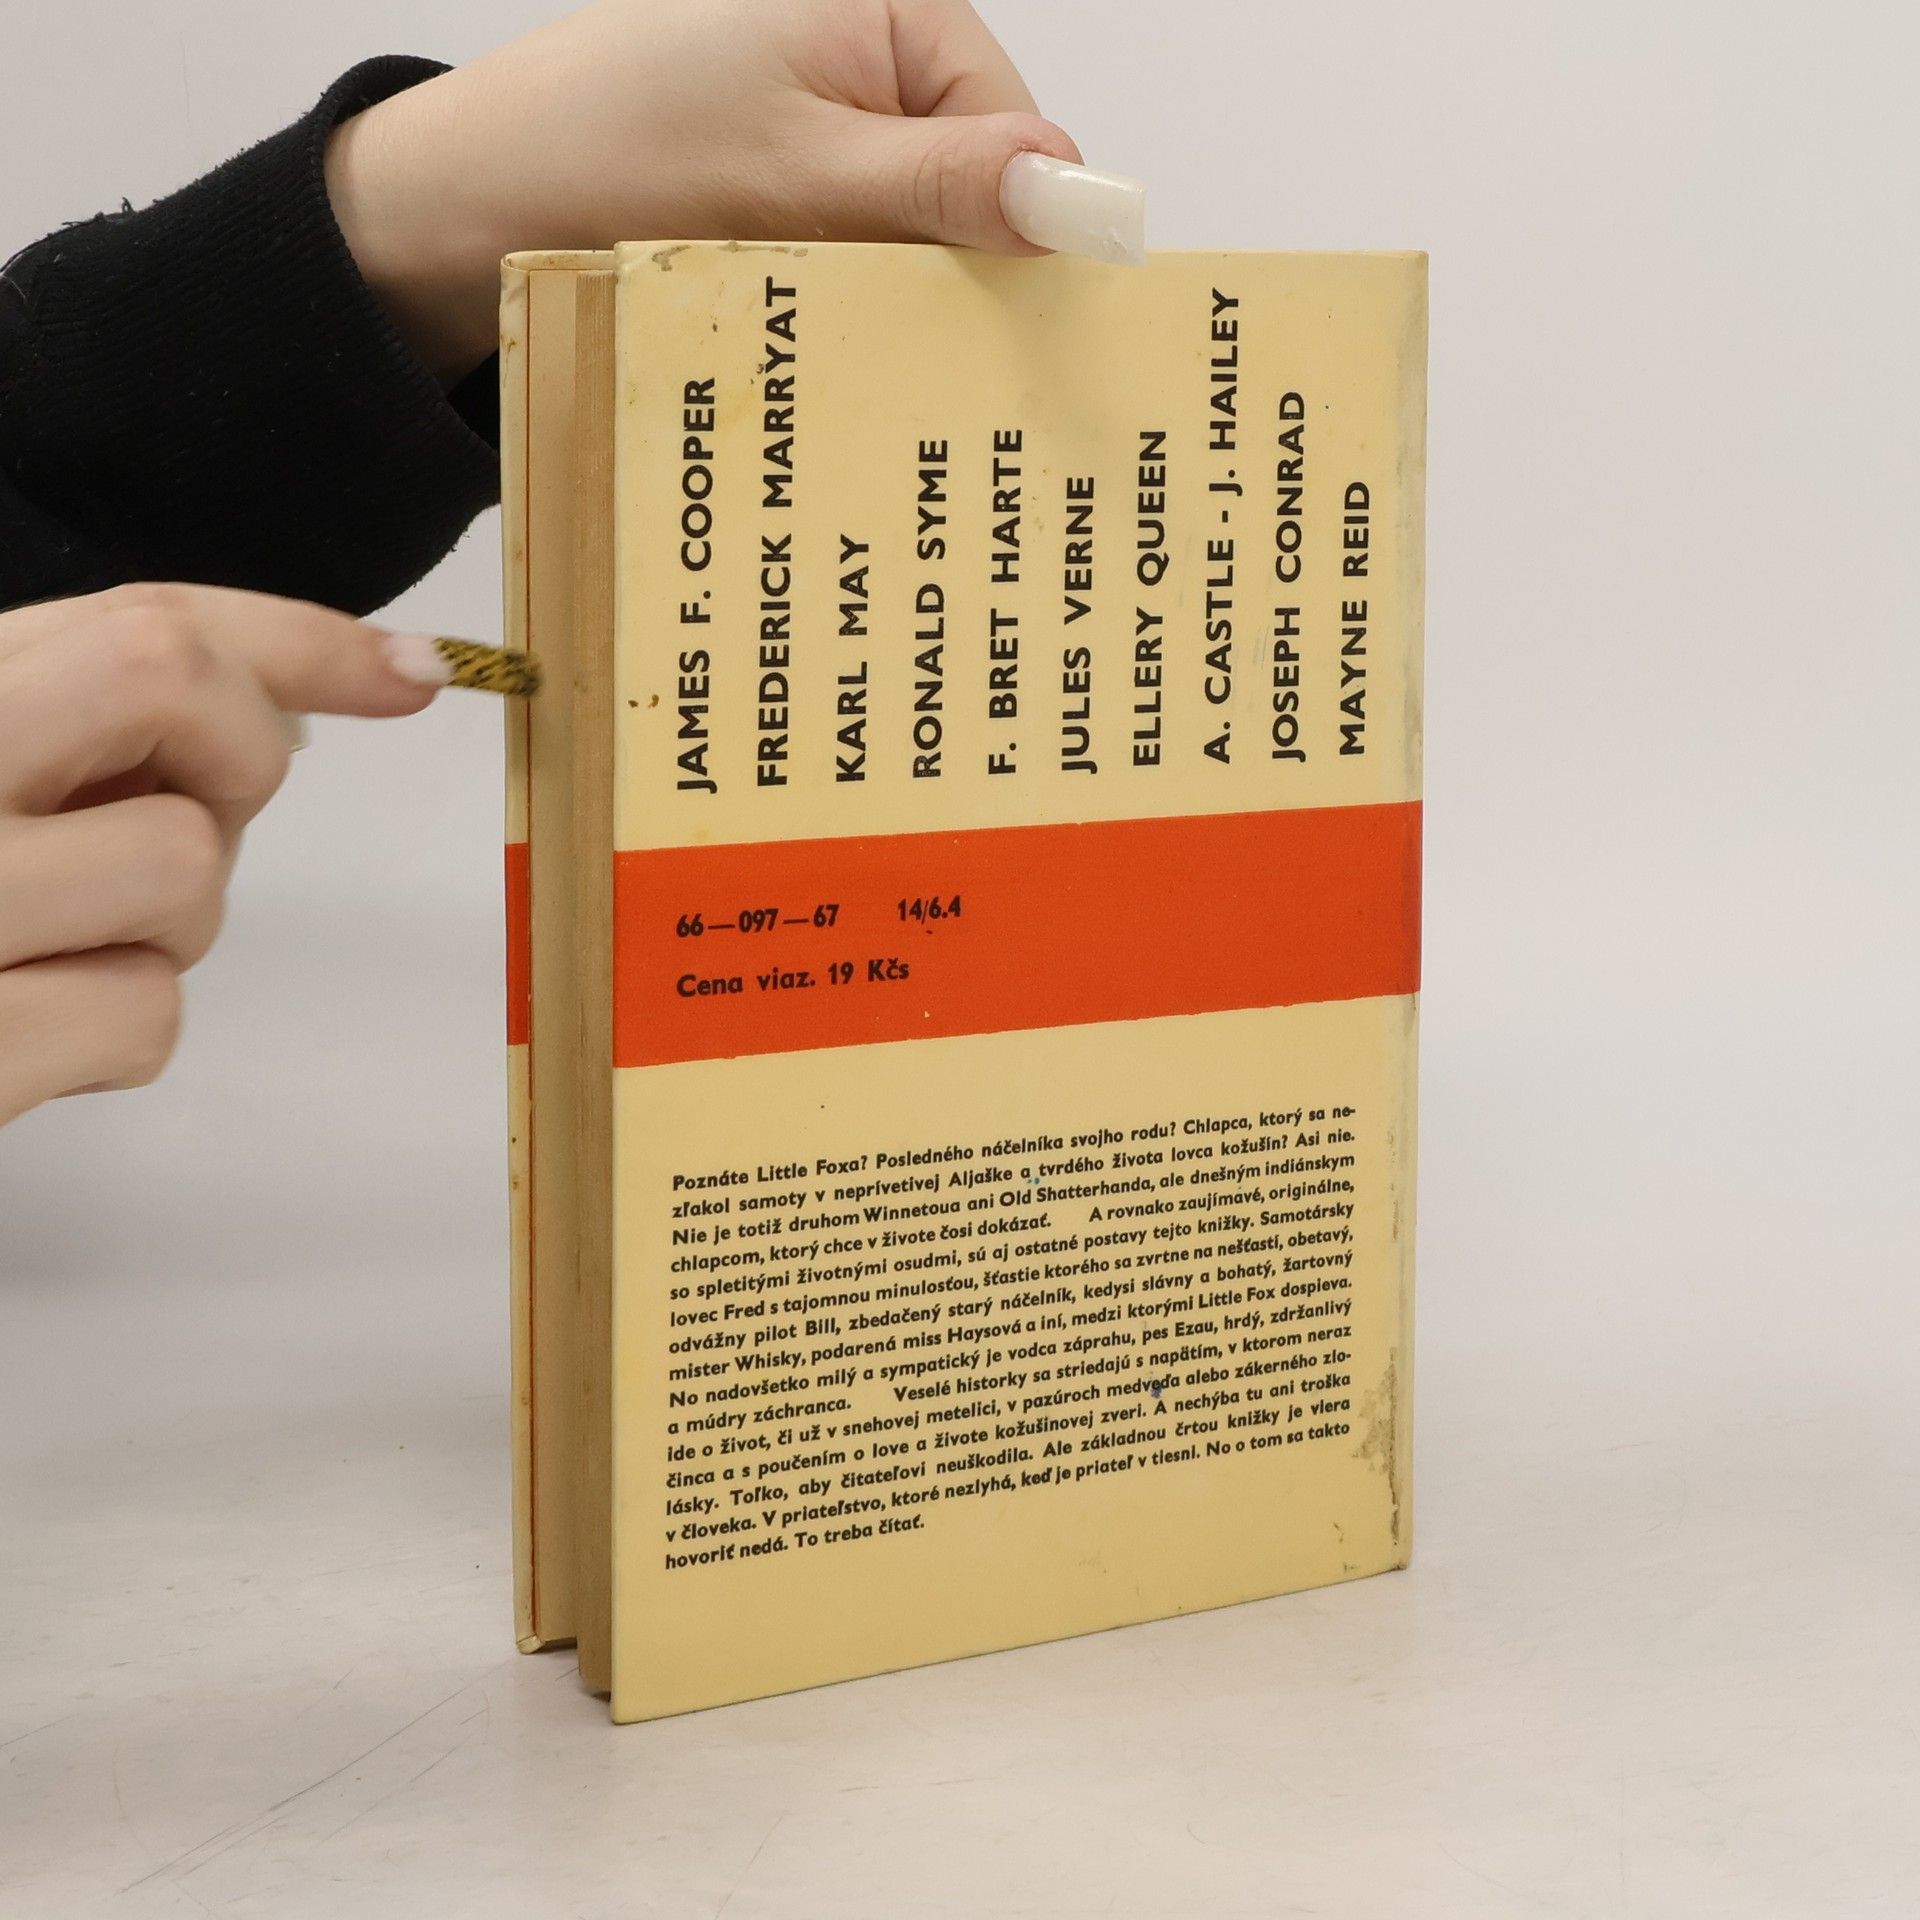 JAMES F. COOPER
FREDERICK MARRYAT
KARL MAY
RONALD SYME
F. BRET HARTE
JULES VERNE
ELLERY QUEEN
A. CASTLE - J. HAILEY
JOSEPH CONRAD
MAYNE REID
66—097—67 14/6.4
Cena viaz. 19 Kčs
Poznáte Little Foxa? Posledného náčelníka svojho rodu? Chlapca, ktorý sa ne-
zľakol samoty v neprívetivej Aljaške a tvrdého života lovca kožušín? Asi nie.
Nie je totiž druhom Winnetoua ani Old Shatterhanda, ale dnešným indiánskym
chlapcom, ktorý chce v živote čosi dokázať. A rovnako zaujímavé, originálne,
so spletitými životnými osudmi, sú aj ostatné postavy tejto knižky. Samotársky
lovec Fred s tajomnou minulosťou, šťastie ktorého sa zvrtne na nešťastí, obetavý,
odvážny pilot Bill, zbedačený starý náčelník, kedysi slávny a bohatý, žartovný
mister Whisky, podarená miss Haysová a iní, medzi ktorými Little Fox dospieva.
No nadovšetko milý a sympatický je vodca záprahu, pes Ezau, hrdý, zdržanlivý
a múdry záchranca. Veselé historky sa striedajú s napätím, v ktorom neraz
ide o život, či už v snehovej metelici, v pazúroch medveďa alebo zákerného zlo-
činca a s poučením o love a živote kožušinovej zveri. A nechýba tu ani troška
lásky. Toľko, aby čitateľovi neuškodila. Ale základnou črtou knižky je viera
v človeka. V priateľstvo, ktoré nezlyhá, keď je priateľ v tiesni. No o tom sa takto
hovoriť nedá. To treba čítať.